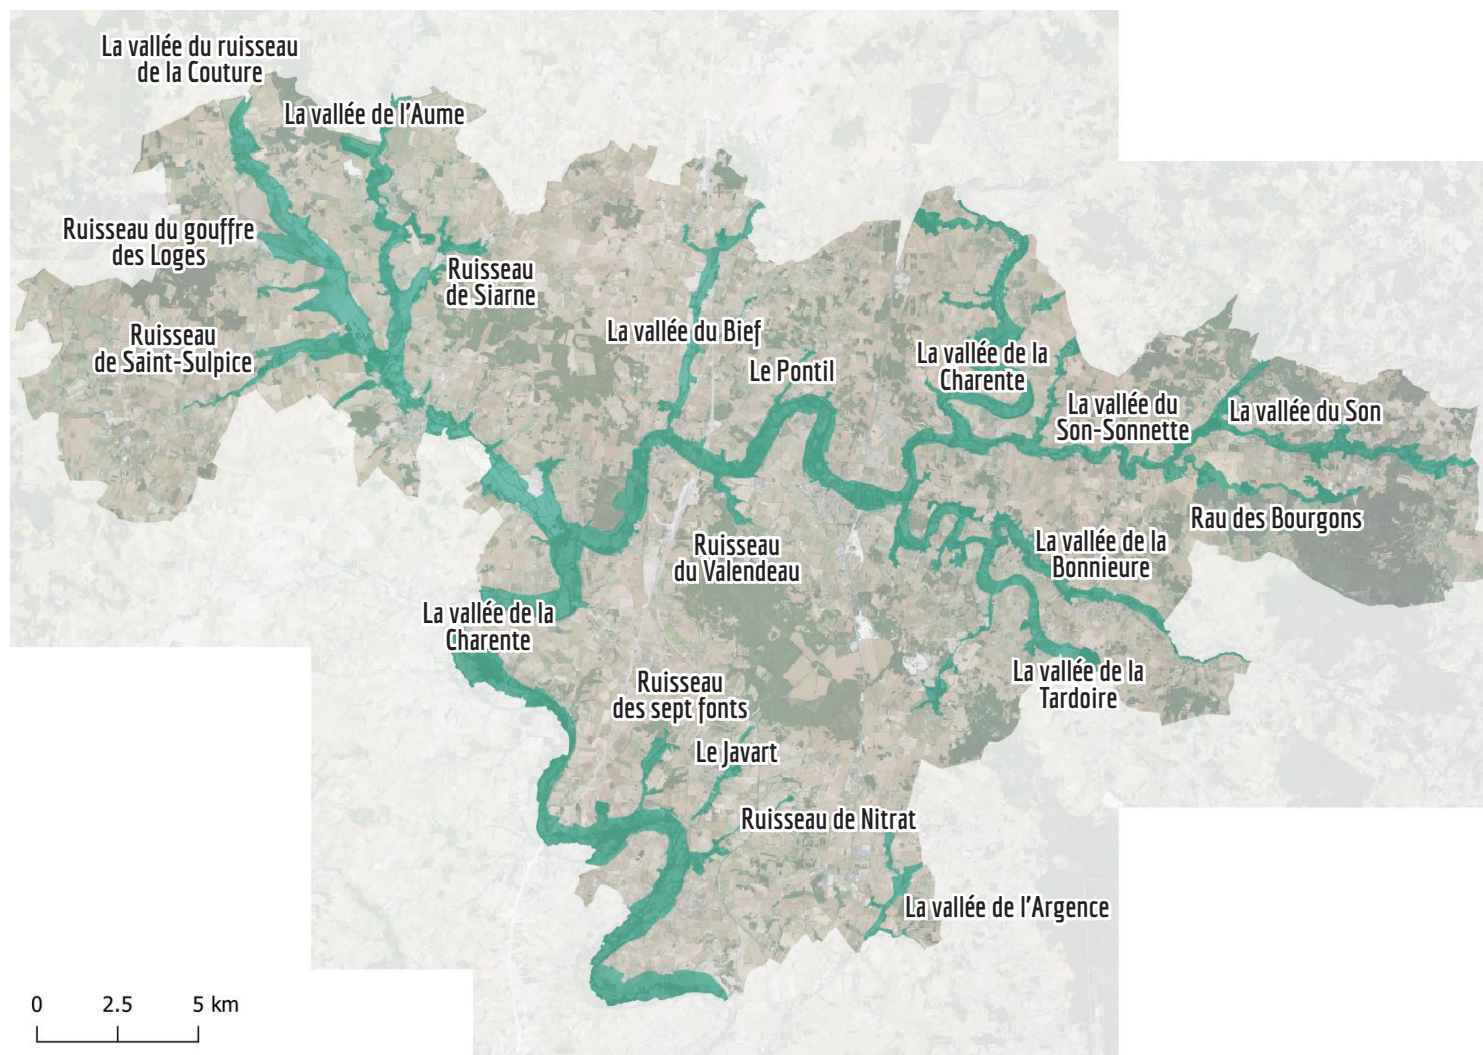 La vallée du ruisseau
de la Couture
La vallée de l'Aume
Ruisseau du gouffre
des Loges
Ruisseau
de Siarne
Ruisseau
de Saint-Sulpice
La vallée du Bief
Le Pontil
La vallée de la
Charente
La vallée du
Son-Sonnette
La vallée du Son
Rau des Bourgons
Ruisseau
du Valendeau
La vallée de la
Bonnieure
La vallée de la
Charente
La vallée de la
Tardoire
Ruisseau
des sept fonts
Le Javart
Ruisseau de Nitrat
La vallée de l'Argence
0 2.5 5 km